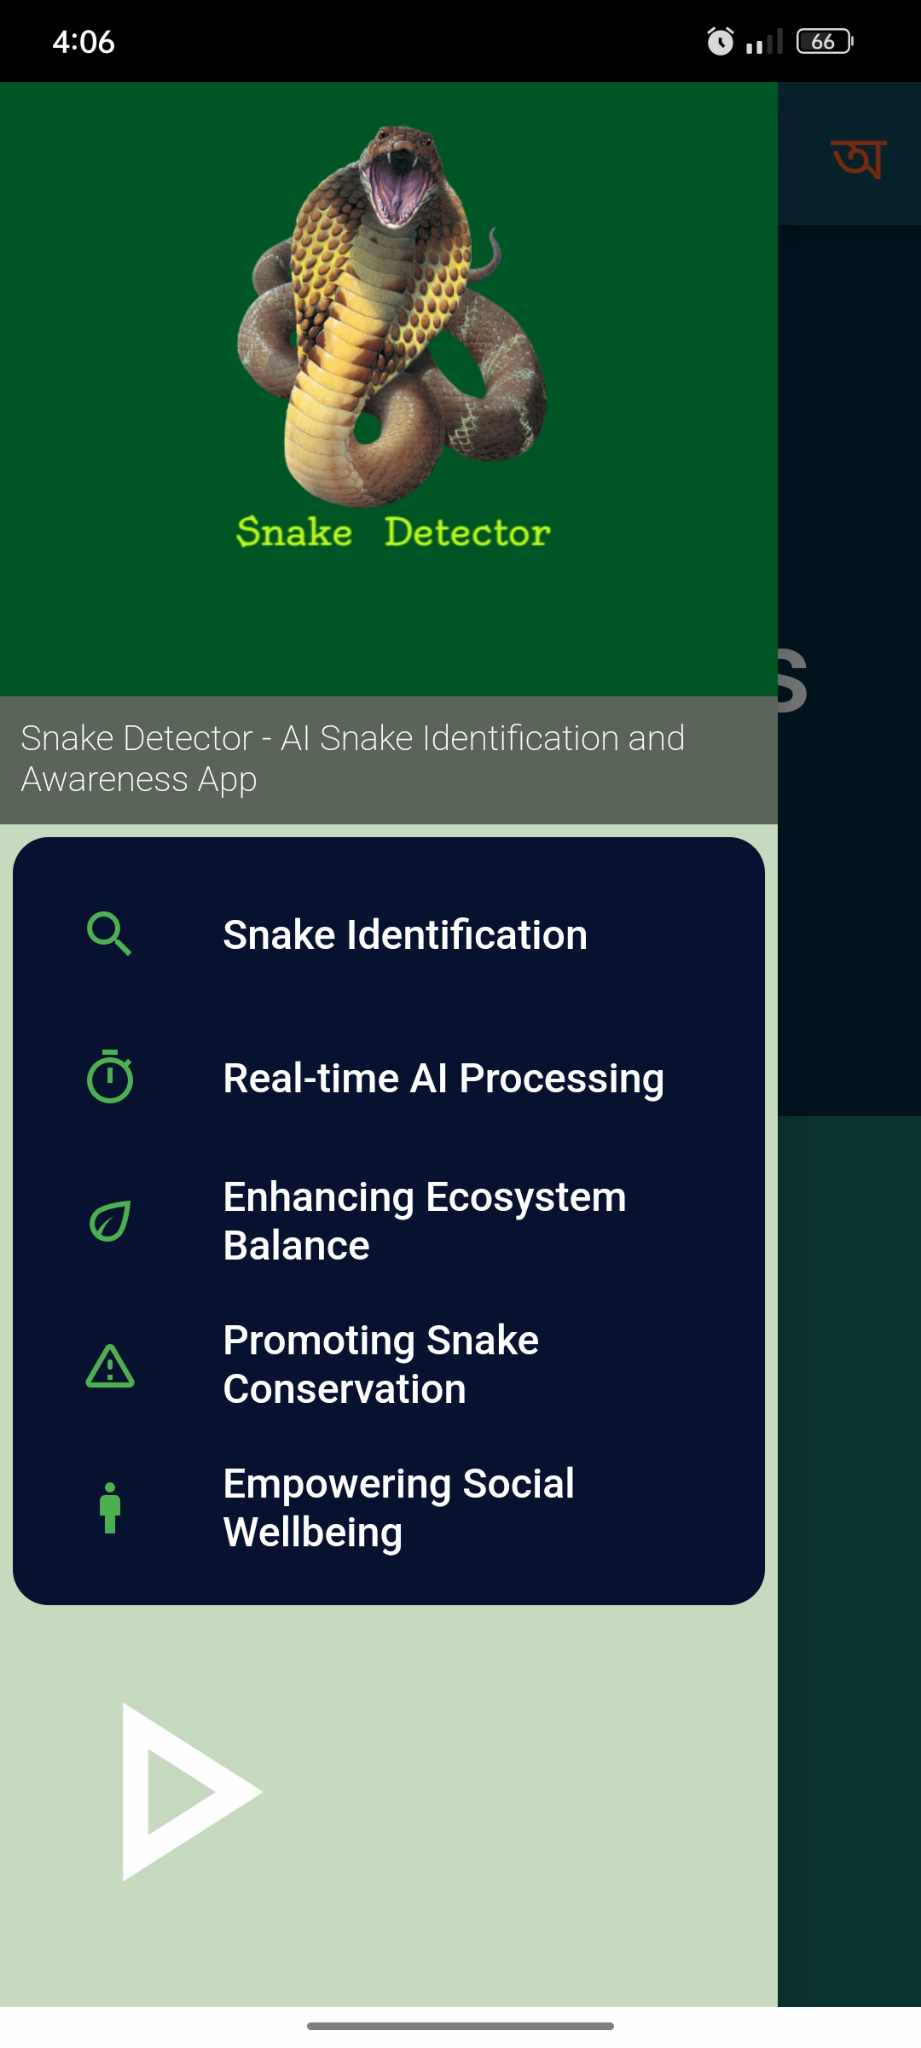 4:06
66
অ
Snake Detector
S
Snake Detector - AI Snake Identification and
Awareness App
Snake Identification
Real-time AI Processing
Enhancing Ecosystem
Balance
Promoting Snake
Conservation
Empowering Social
Wellbeing